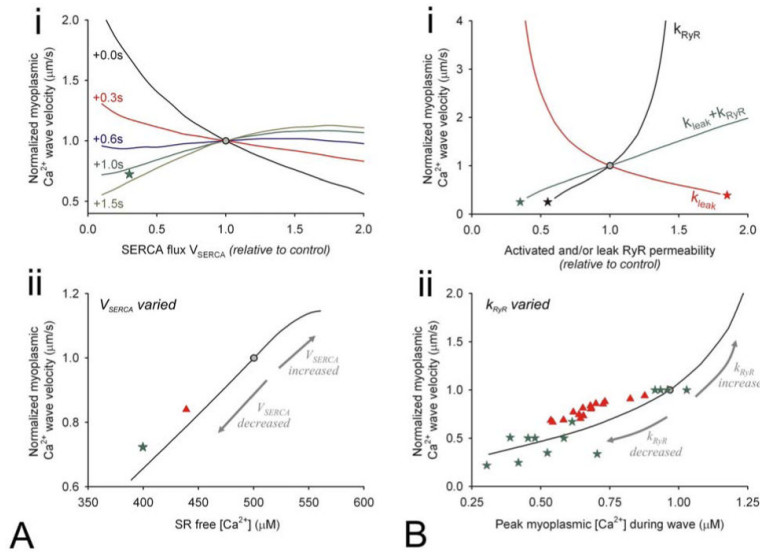 i
Normalized myoplasmic
Ca2+ wave velocity (μm/s)
2.0
1.5
1.0
0.5
+0.0s
+0.3s
+0.6s
+1.0s
+1.5s
0.0 0.5 1.0 1.5 2.0
SERCA flux VSERCA (relative to control)
ii
VSERCA varied
Normalized myoplasmic
Ca2+ wave velocity (μm/s)
1.2
1.0
0.8
0.6
VSERCA
increased
VSERCA
decreased
350 400 450 500 550 600
SR free [Ca2+] (μM)
A
i
Normalized myoplasmic
Ca2+ wave velocity (μm/s)
4
3
2
1
0
kRyR
kleak+kRyR
kleak
0.0 0.5 1.0 1.5 2.0
Activated and/or leak RyR permeability
(relative to control)
ii
kRyR varied
Normalized myoplasmic
Ca2+ wave velocity (μm/s)
2.0
1.5
1.0
0.5
0.0
kRyR
increase
kRyR
decreased
0.25 0.50 0.75 1.00 1.25
Peak myoplasmic [Ca2+] during wave (μM)
B